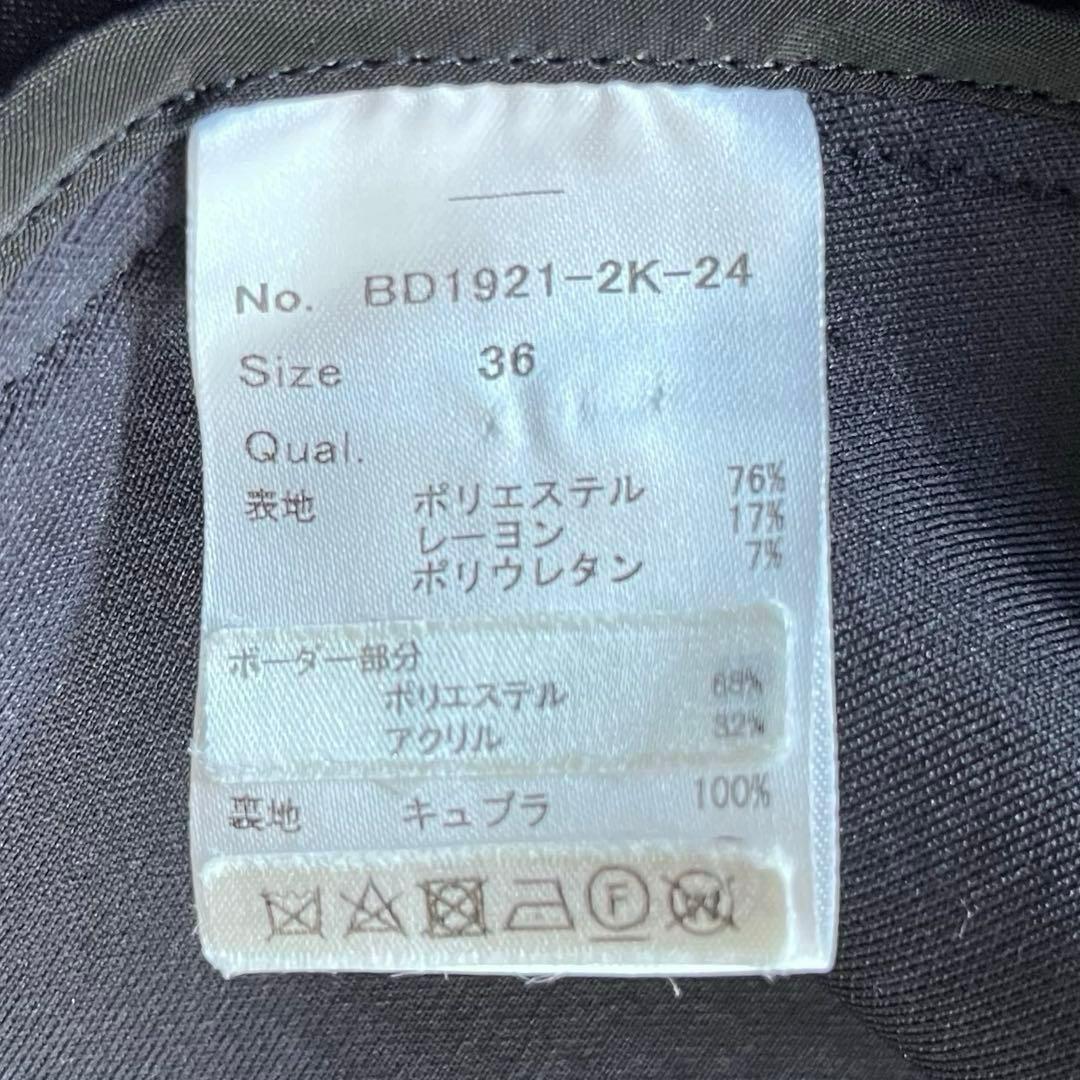 No. BD1921-2K-24
Size 36
Qual.
表地 ポリエステル 76%
レーヨン 17%
ポリウレタン 7%
ボーダー部分
ポリエステル 68%
アクリル 32%
裏地 キュプラ 100%
F W